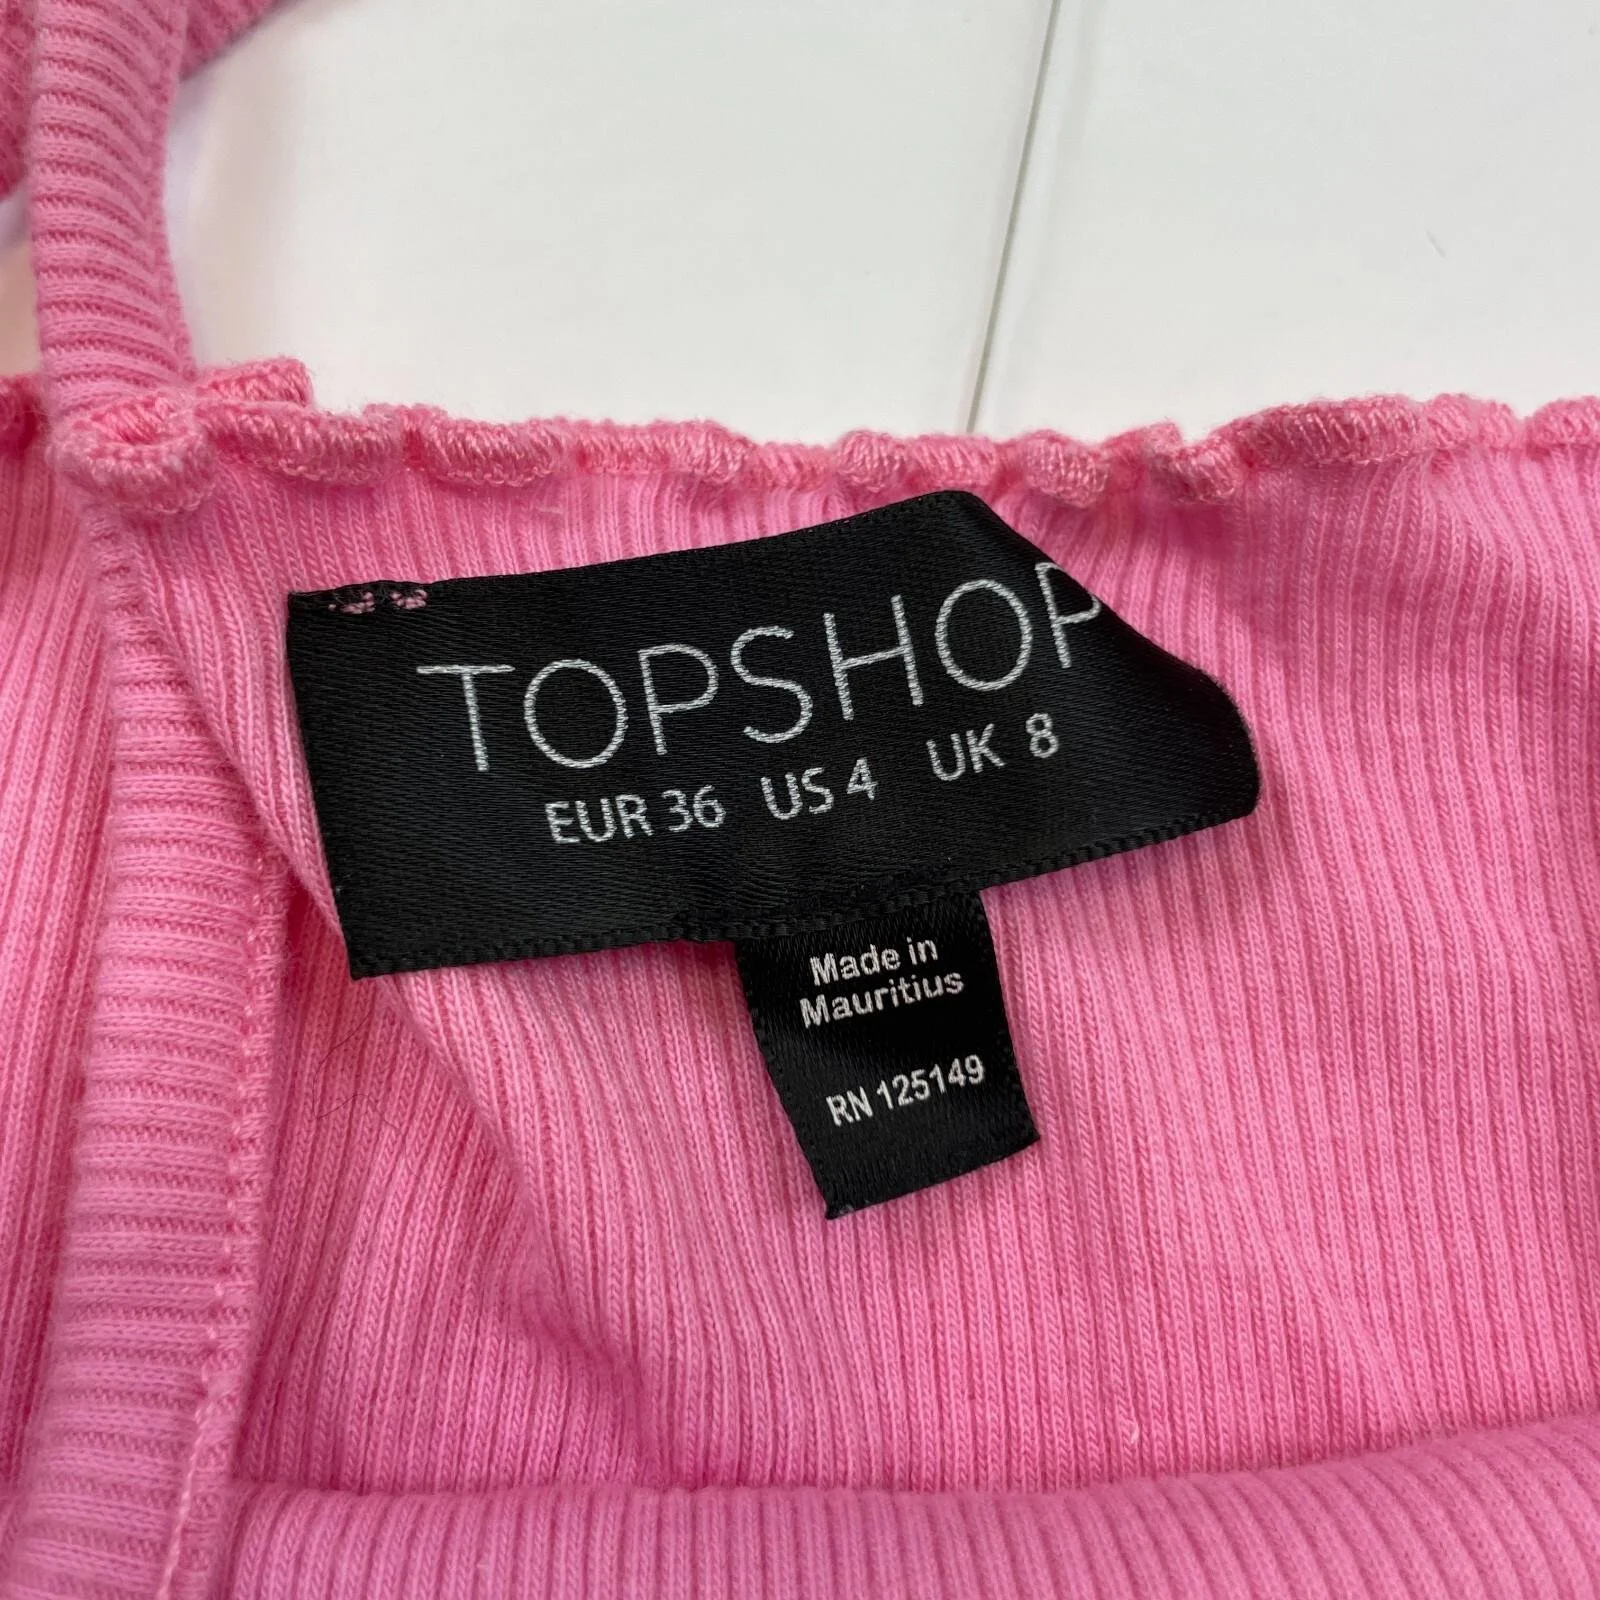 TOPSHOP
EUR 36 US 4 UK 8
Made in
Mauritius
RN 125149